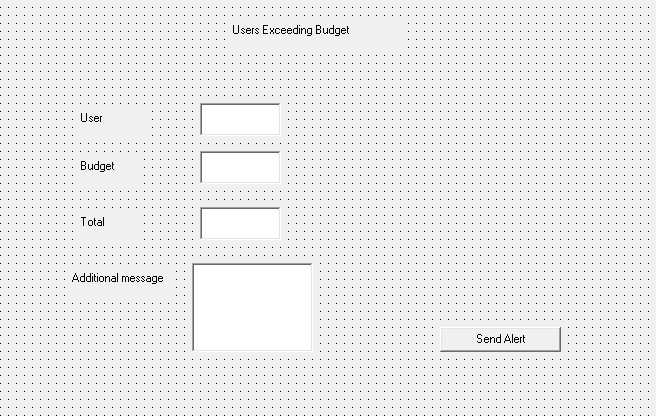 Users Exceeding Budget
User
Budget
Total
Additional message
Send Alert